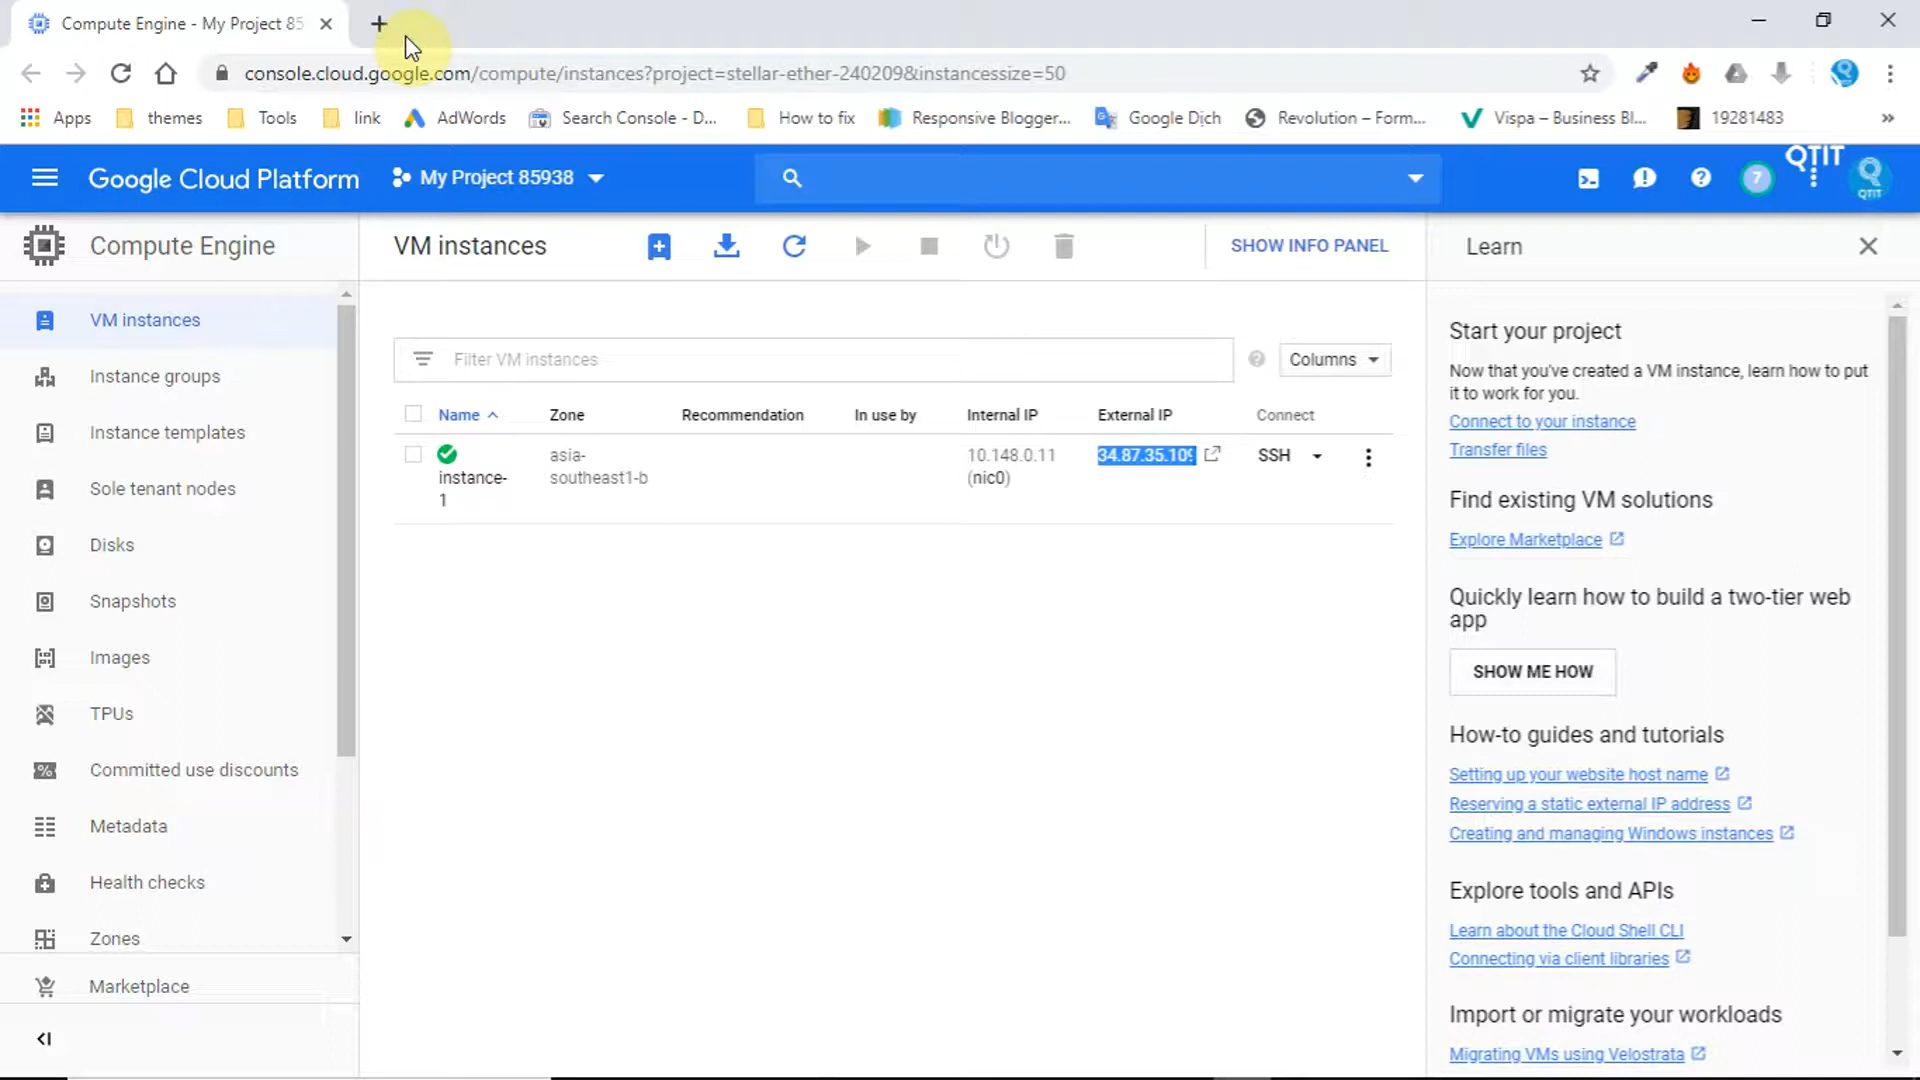 Compute Engine - My Project 85
console.cloud.google.com/compute/instances?project=stellar-ether-240209&instancessize=50
Apps
themes
Tools
link
AdWords
Search Console - D...
How to fix
Responsive Blogger...
Google Dịch
Revolution – Form...
Vispa – Business Bl...
19281483
»
Google Cloud Platform
My Project 85938
7
QTIT
QTIT
Compute Engine
VM instances
SHOW INFO PANEL
Learn
VM instances
Instance groups
Instance templates
Sole tenant nodes
Disks
Snapshots
Images
TPUs
Committed use discounts
Metadata
Health checks
Zones
Marketplace
Filter VM instances
Columns
Name
Zone
Recommendation
In use by
Internal IP
External IP
Connect
instance-
1
asia-
southeast1-b
10.148.0.11
(nic0)
34.87.35.109
SSH
Start your project
Now that you've created a VM instance, learn how to put
it to work for you.
Connect to your instance
Transfer files
Find existing VM solutions
Explore Marketplace
Quickly learn how to build a two-tier web
app
SHOW ME HOW
How-to guides and tutorials
Setting up your website host name
Reserving a static external IP address
Creating and managing Windows instances
Explore tools and APIs
Learn about the Cloud Shell CLI
Connecting via client libraries
Import or migrate your workloads
Migrating VMs using Velostrata